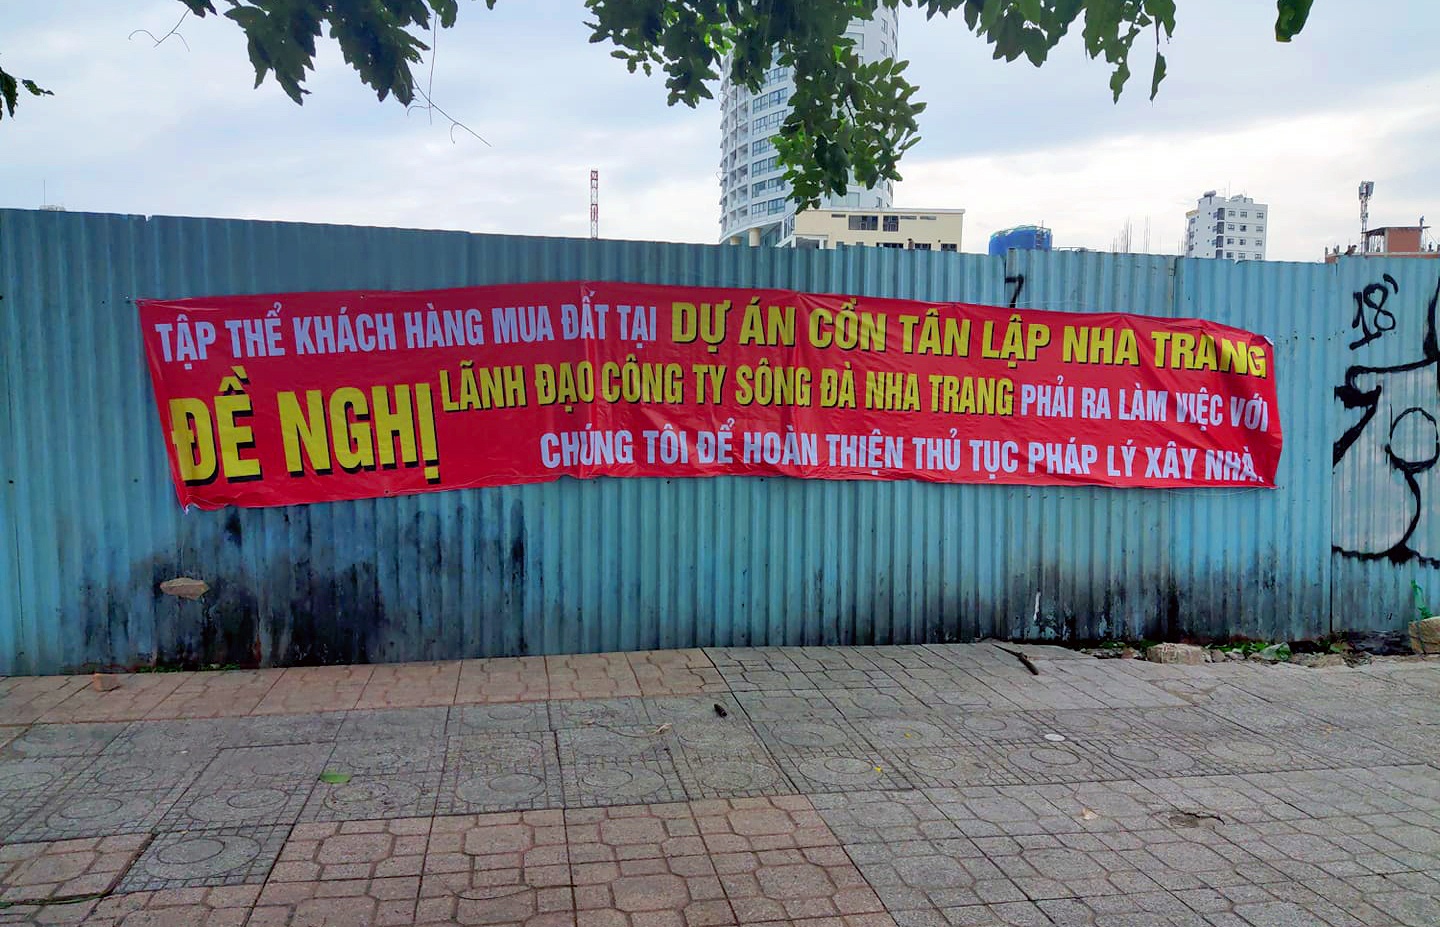 TẬP THỂ KHÁCH HÀNG MUA ĐẤT TẠI DỰ ÁN CỒN TÂN LẬP NHA TRANG
ĐỀ NGHỊ LÃNH ĐẠO CÔNG TY SÔNG ĐÀ NHA TRANG PHẢI RA LÀM VIỆC VỚI
CHÚNG TÔI ĐỂ HOÀN THIỆN THỦ TỤC PHÁP LÝ XÂY NHÀ.
18